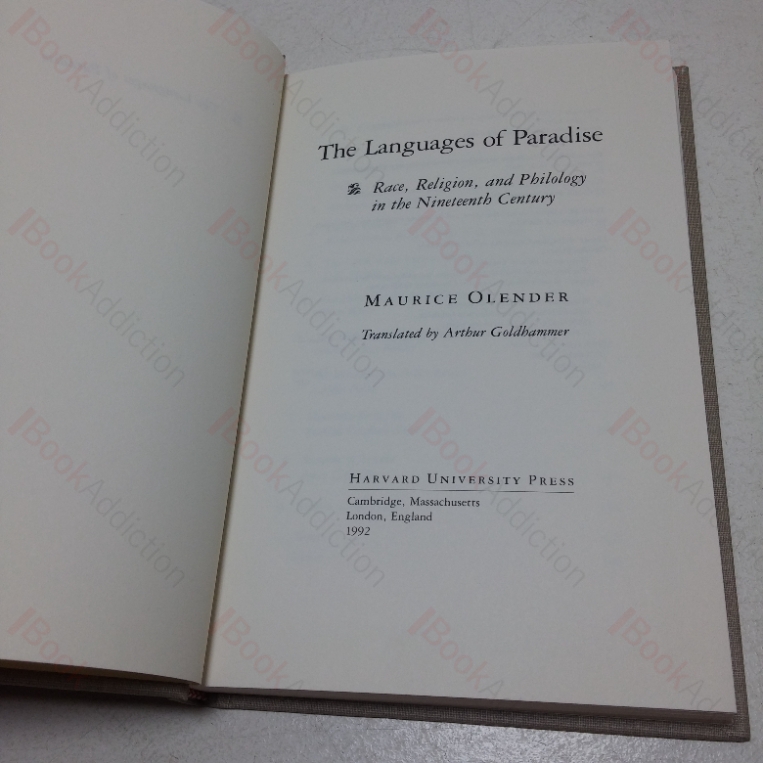 The Languages of Paradise
Race, Religion, and Philology
in the Nineteenth Century
MAURICE OLENDER
Translated by Arthur Goldhammer
HARVARD UNIVERSITY PRESS
Cambridge, Massachusetts
London, England
1992
BookAddiction